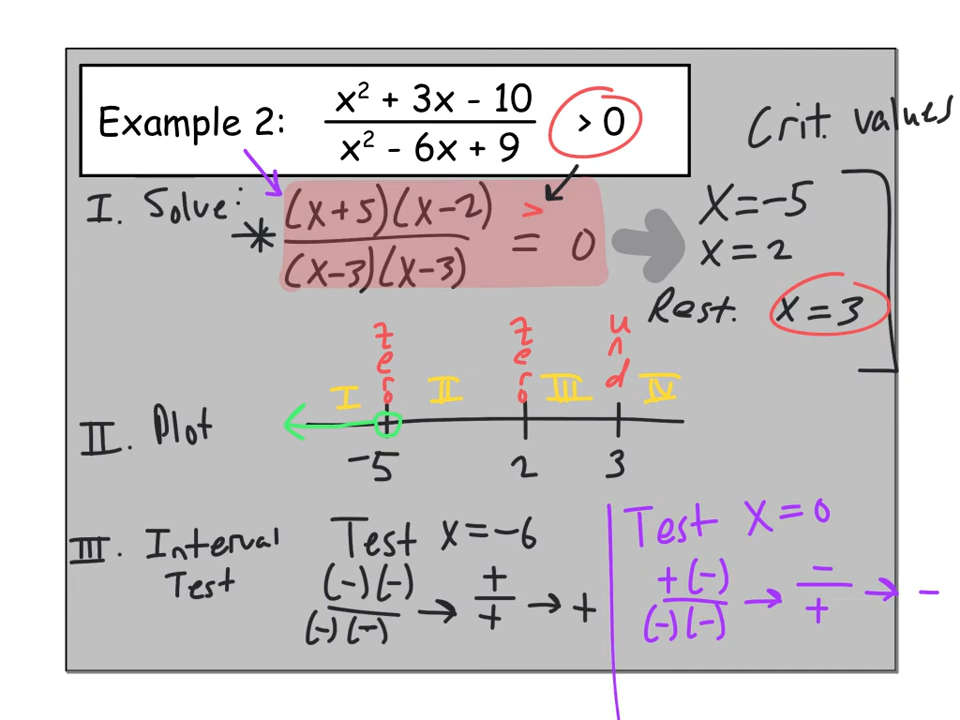 Example 2: x² + 3x - 10 / x² - 6x + 9 > 0
Crit. values
I. Solve: (x+5)(x-2) >
* (x-3)(x-3) = 0
x=-5
x=2
Rest. x=3
zero zero und
I II III IV
II. Plot
-5 2 3
III. Interval Test
Test x=-6
(-)(-) / (-)(-) → + / + → +
Test x=0
+(-) / (-)(-) → - / + → -